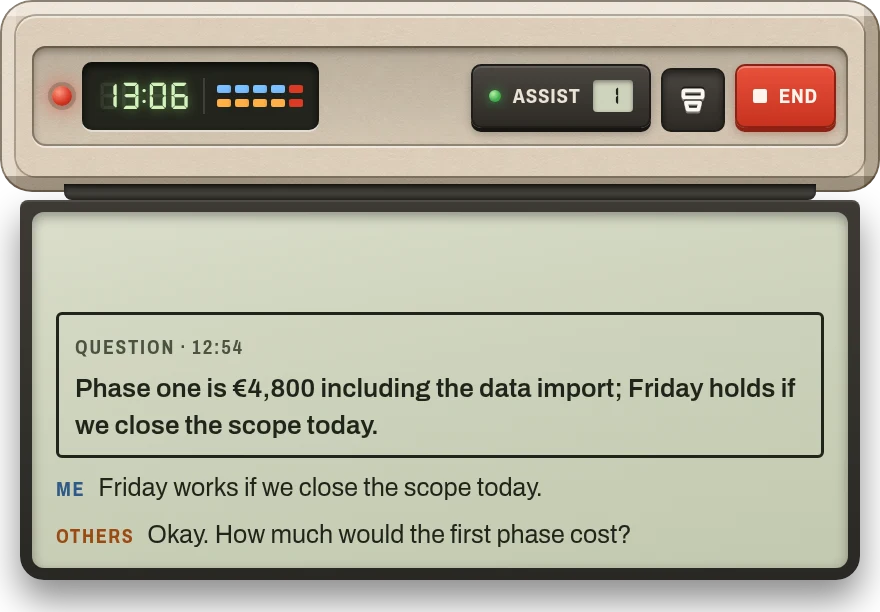 13:06
ASSIST 1
END
QUESTION · 12:54
Phase one is €4,800 including the data import; Friday holds if
we close the scope today.
ME Friday works if we close the scope today.
OTHERS Okay. How much would the first phase cost?